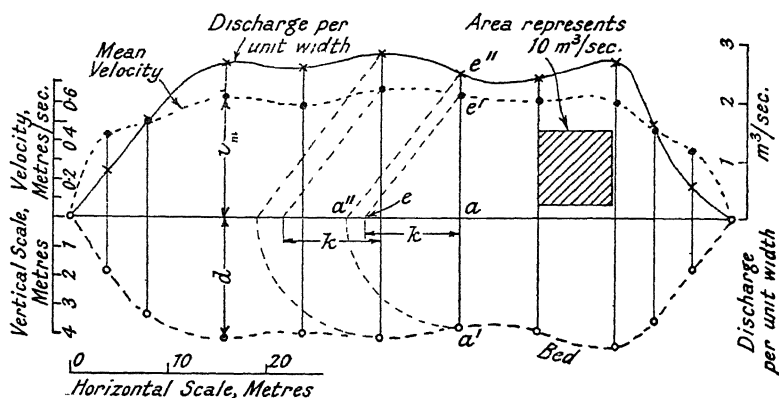 Discharge per
unit width
Area represents
10 m³/sec.
Mean
Velocity
e"
e'
3
2
1
m³/sec.
0.6
0.4
0.2
Velocity,
Metres/sec.
vₘ
a"
e
a
k
k
d
1
2
3
4
Vertical Scale,
Metres
a'
Bed
Discharge
per unit width
0
10
20
Horizontal Scale, Metres